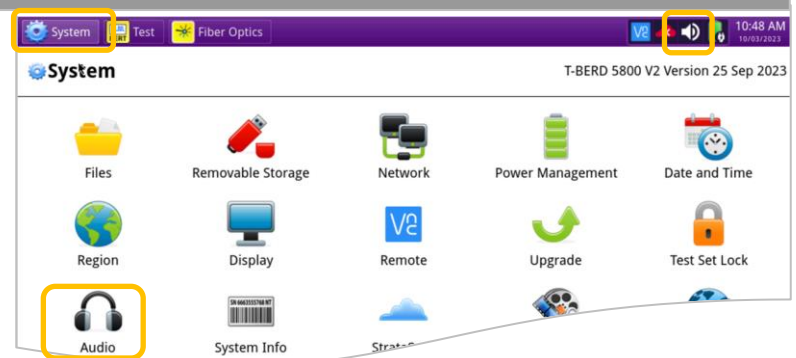 System Test Fiber Optics 10:48 AM
10/03/2023
System T-BERD 5800 V2 Version 25 Sep 2023
Files Removable Storage Network Power Management Date and Time
Region Display Remote Upgrade Test Set Lock
Audio System Info